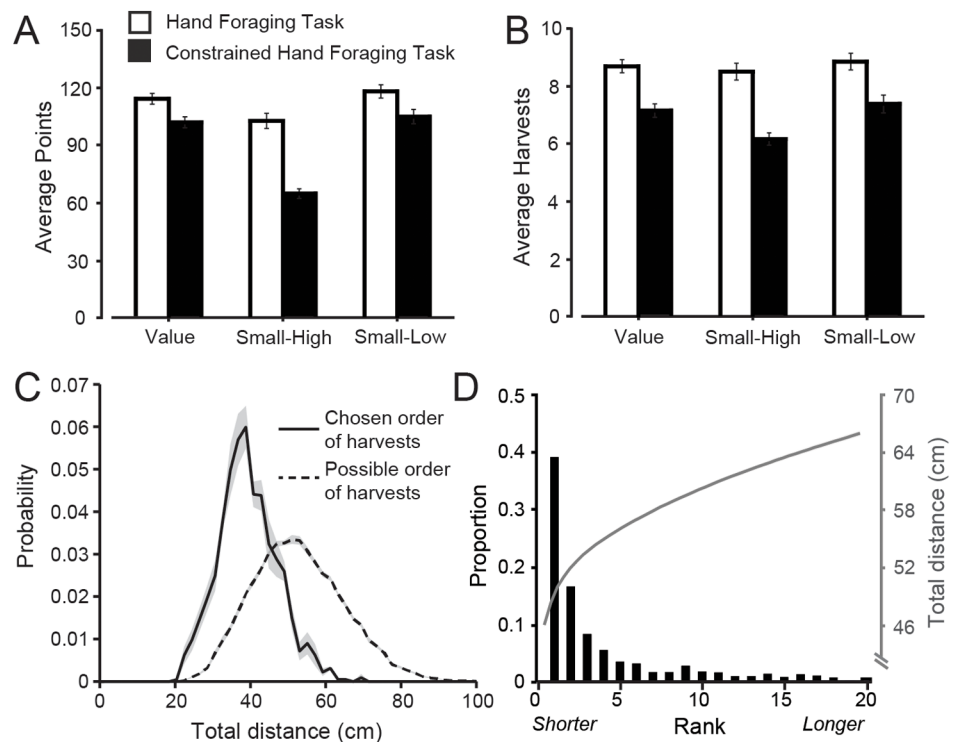 A
Hand Foraging Task
Constrained Hand Foraging Task
Average Points
150
120
90
60
30
0
Value
Small-High
Small-Low
B
Average Harvests
10
8
6
4
2
0
Value
Small-High
Small-Low
C
Probability
0.07
0.06
0.05
0.04
0.03
0.02
0.01
0
Chosen order
of harvests
Possible order
of harvests
0
20
40
60
80
100
Total distance (cm)
D
Proportion
0.5
0.4
0.3
0.2
0.1
0
70
64
58
52
46
Total distance (cm)
0
5
10
15
20
Shorter
Rank
Longer